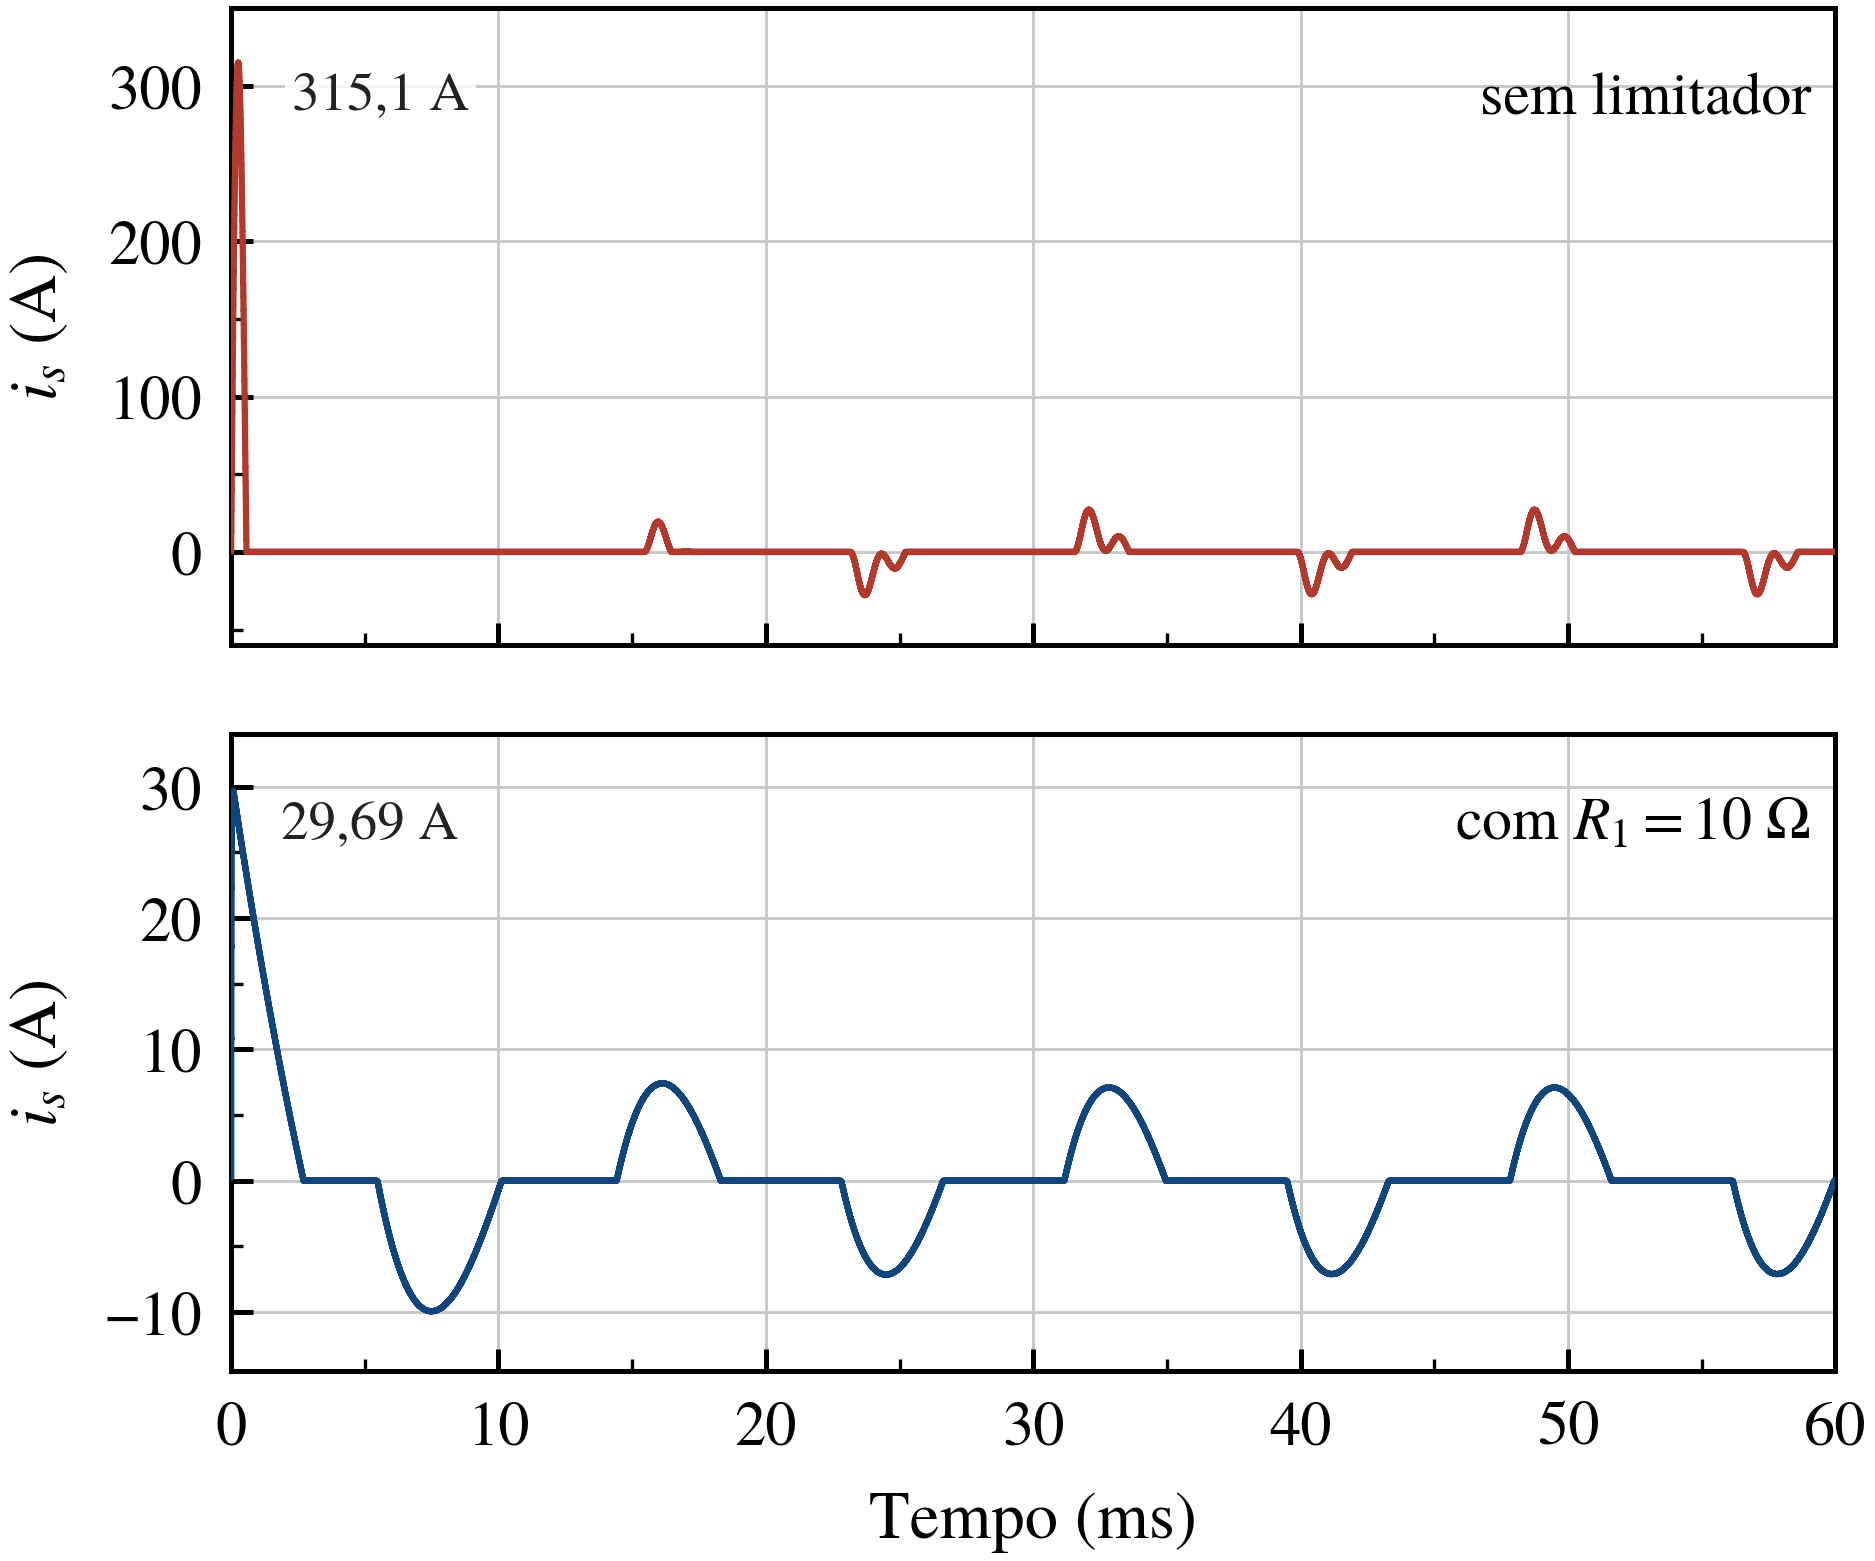 300
200
100
0
i_s (A)
315,1 A
sem limitador
30
20
10
0
−10
i_s (A)
29,69 A
com R₁ = 10 Ω
0 10 20 30 40 50 60
Tempo (ms)